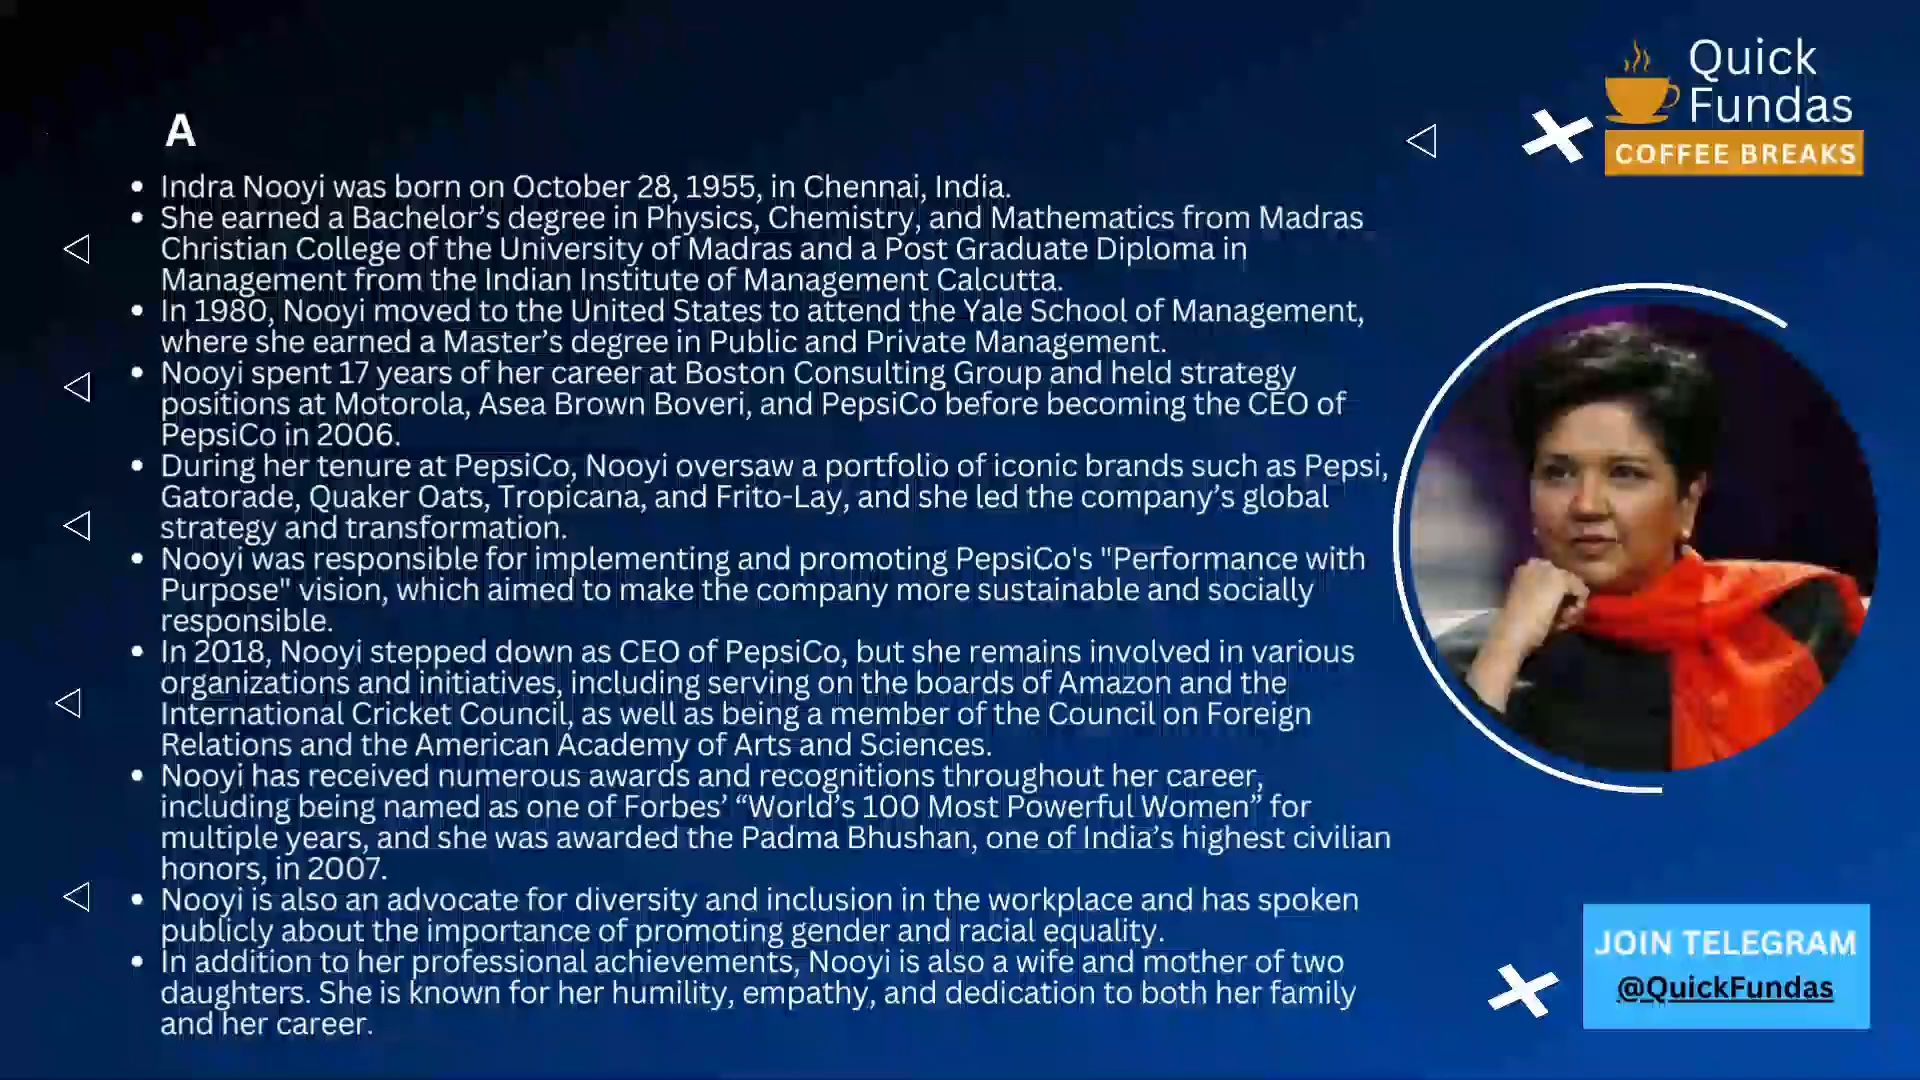 Quick
Fundas
COFFEE BREAKS
A
• Indra Nooyi was born on October 28, 1955, in Chennai, India.
• She earned a Bachelor’s degree in Physics, Chemistry, and Mathematics from Madras
Christian College of the University of Madras and a Post Graduate Diploma in
Management from the Indian Institute of Management Calcutta.
• In 1980, Nooyi moved to the United States to attend the Yale School of Management,
where she earned a Master’s degree in Public and Private Management.
• Nooyi spent 17 years of her career at Boston Consulting Group and held strategy
positions at Motorola, Asea Brown Boveri, and PepsiCo before becoming the CEO of
PepsiCo in 2006.
• During her tenure at PepsiCo, Nooyi oversaw a portfolio of iconic brands such as Pepsi,
Gatorade, Quaker Oats, Tropicana, and Frito-Lay, and she led the company’s global
strategy and transformation.
• Nooyi was responsible for implementing and promoting PepsiCo's "Performance with
Purpose" vision, which aimed to make the company more sustainable and socially
responsible.
• In 2018, Nooyi stepped down as CEO of PepsiCo, but she remains involved in various
organizations and initiatives, including serving on the boards of Amazon and the
International Cricket Council, as well as being a member of the Council on Foreign
Relations and the American Academy of Arts and Sciences.
• Nooyi has received numerous awards and recognitions throughout her career,
including being named as one of Forbes’ “World’s 100 Most Powerful Women” for
multiple years, and she was awarded the Padma Bhushan, one of India’s highest civilian
honors, in 2007.
• Nooyi is also an advocate for diversity and inclusion in the workplace and has spoken
publicly about the importance of promoting gender and racial equality.
• In addition to her professional achievements, Nooyi is also a wife and mother of two
daughters. She is known for her humility, empathy, and dedication to both her family
and her career.
JOIN TELEGRAM
@QuickFundas